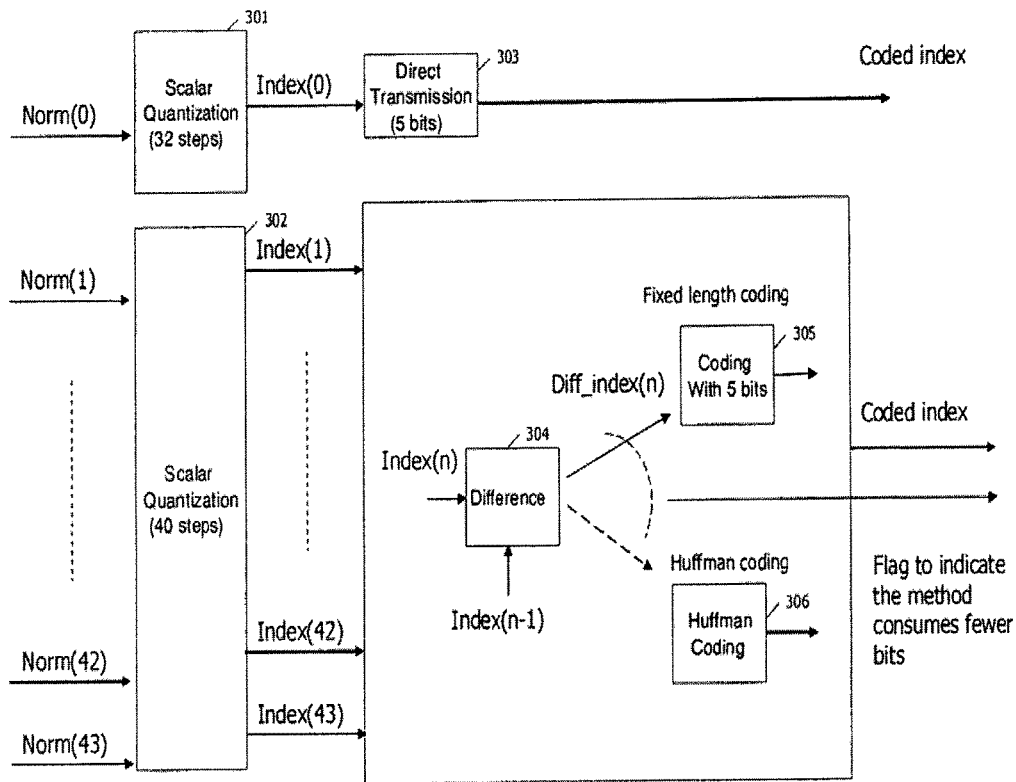 301
Scalar
Quantization
(32 steps)
Norm(0)
Index(0)
303
Direct
Transmission
(5 bits)
Coded index
302
Scalar
Quantization
(40 steps)
Norm(1)
Norm(42)
Norm(43)
Index(1)
Index(42)
Index(43)
Fixed length coding
305
Coding
With 5 bits
Diff_index(n)
304
Index(n)
Difference
Index(n-1)
Huffman coding
306
Huffman
Coding
Coded index
Flag to indicate
the method
consumes fewer
bits